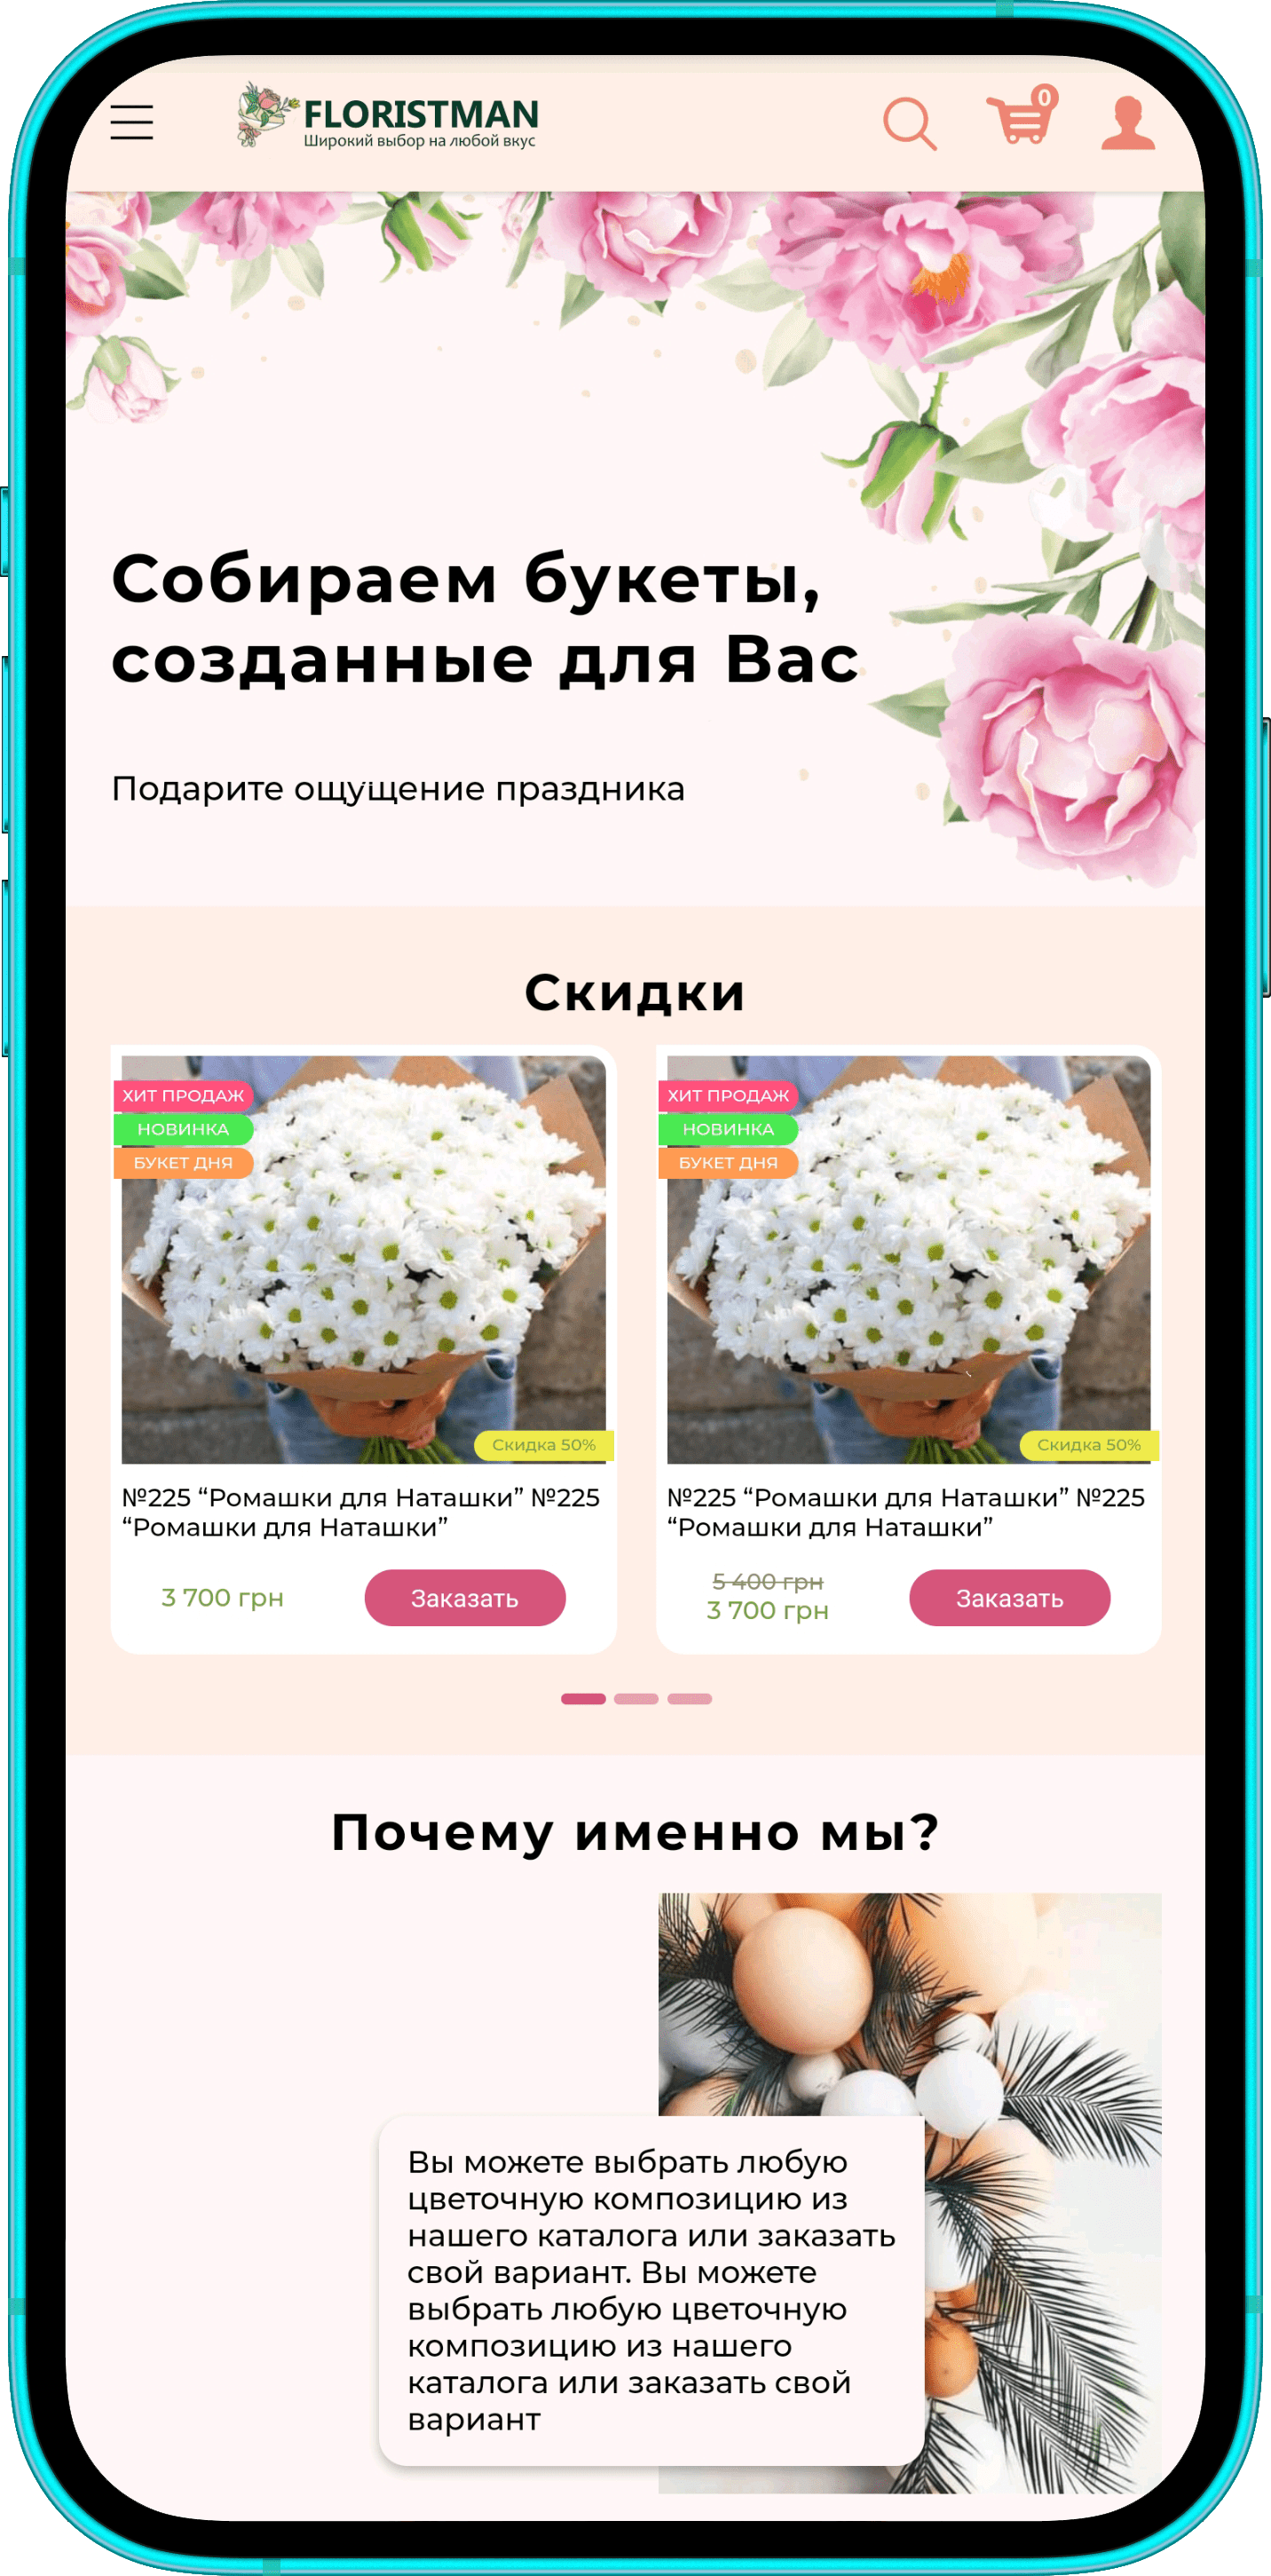 FLORISTMAN
Широкий выбор на любой вкус
0
Собираем букеты,
созданные для Вас
Подарите ощущение праздника
Скидки
ХИТ ПРОДАЖ
НОВИНКА
БУКЕТ ДНЯ
Скидка 50%
№225 “Ромашки для Наташки” №225
“Ромашки для Наташки”
3 700 грн
Заказать
ХИТ ПРОДАЖ
НОВИНКА
БУКЕТ ДНЯ
Скидка 50%
№225 “Ромашки для Наташки” №225
“Ромашки для Наташки”
5 400 грн
3 700 грн
Заказать
Почему именно мы?
Вы можете выбрать любую
цветочную композицию из
нашего каталога или заказать
свой вариант. Вы можете
выбрать любую цветочную
композицию из нашего
каталога или заказать свой
вариант